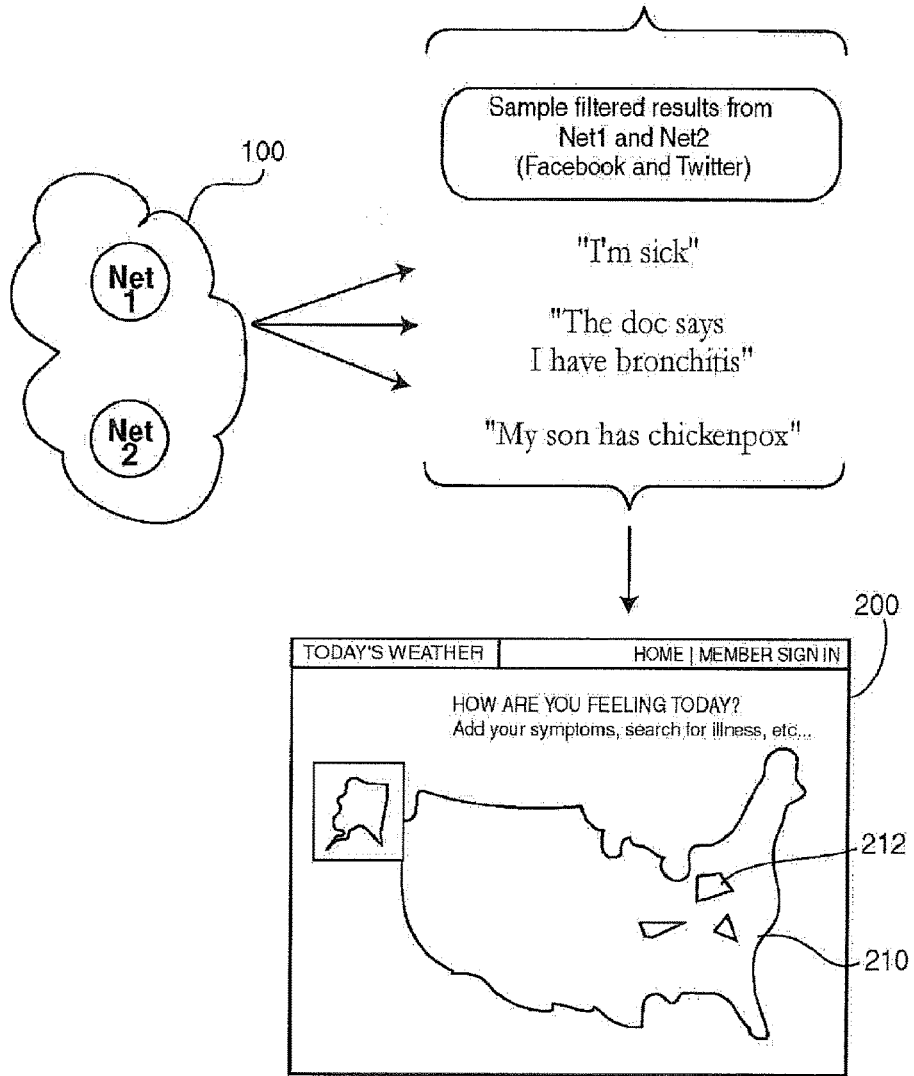 Sample filtered results from
Net1 and Net2
(Facebook and Twitter)
100
Net
1
Net
2
"I'm sick"
"The doc says
I have bronchitis"
"My son has chickenpox"
200
TODAY'S WEATHER
HOME | MEMBER SIGN IN
HOW ARE YOU FEELING TODAY?
Add your symptoms, search for illness, etc...
212
210